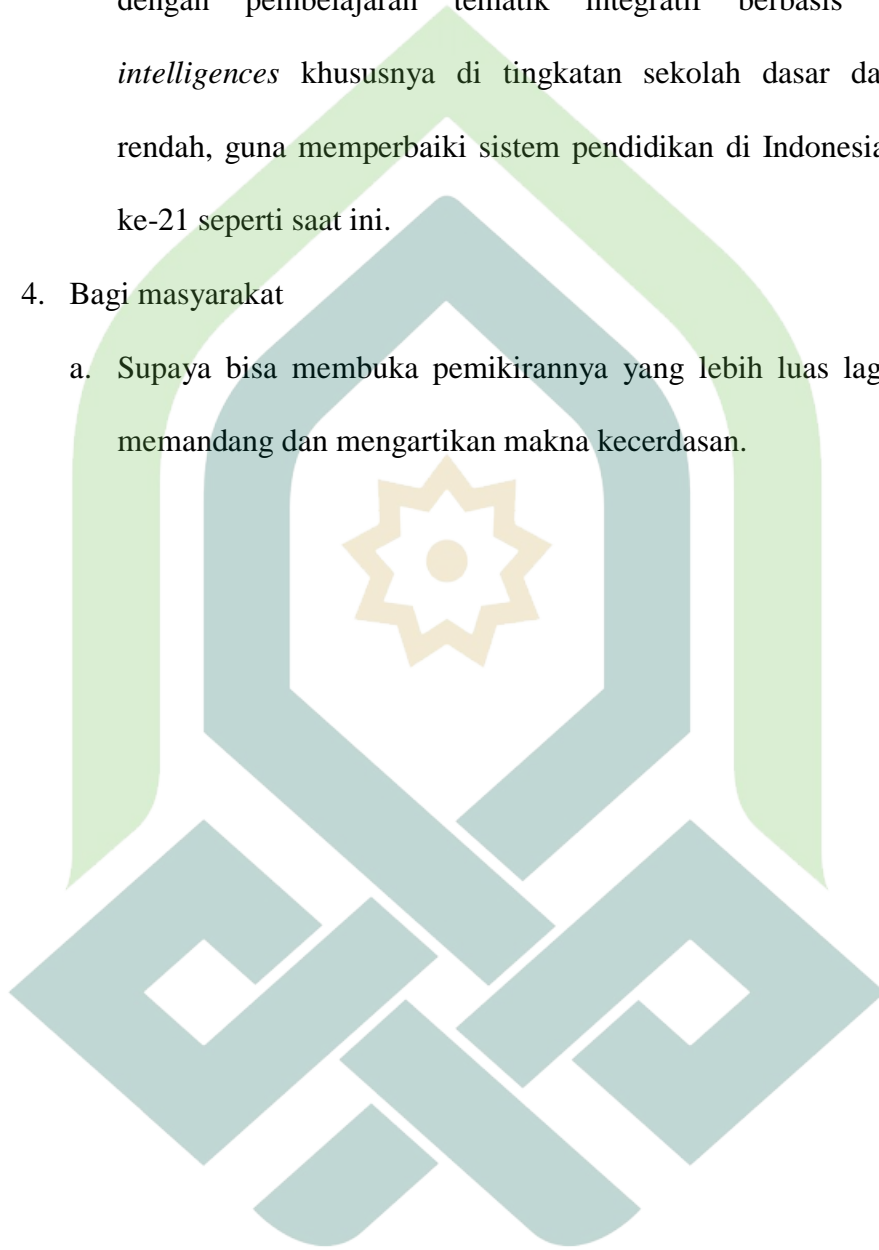 dengan pembelajaran tematik integratif berbasis
intelligences khususnya di tingkatan sekolah dasar da
rendah, guna memperbaiki sistem pendidikan di Indonesia
ke-21 seperti saat ini.
4. Bagi masyarakat
a. Supaya bisa membuka pemikirannya yang lebih luas lag
memandang dan mengartikan makna kecerdasan.